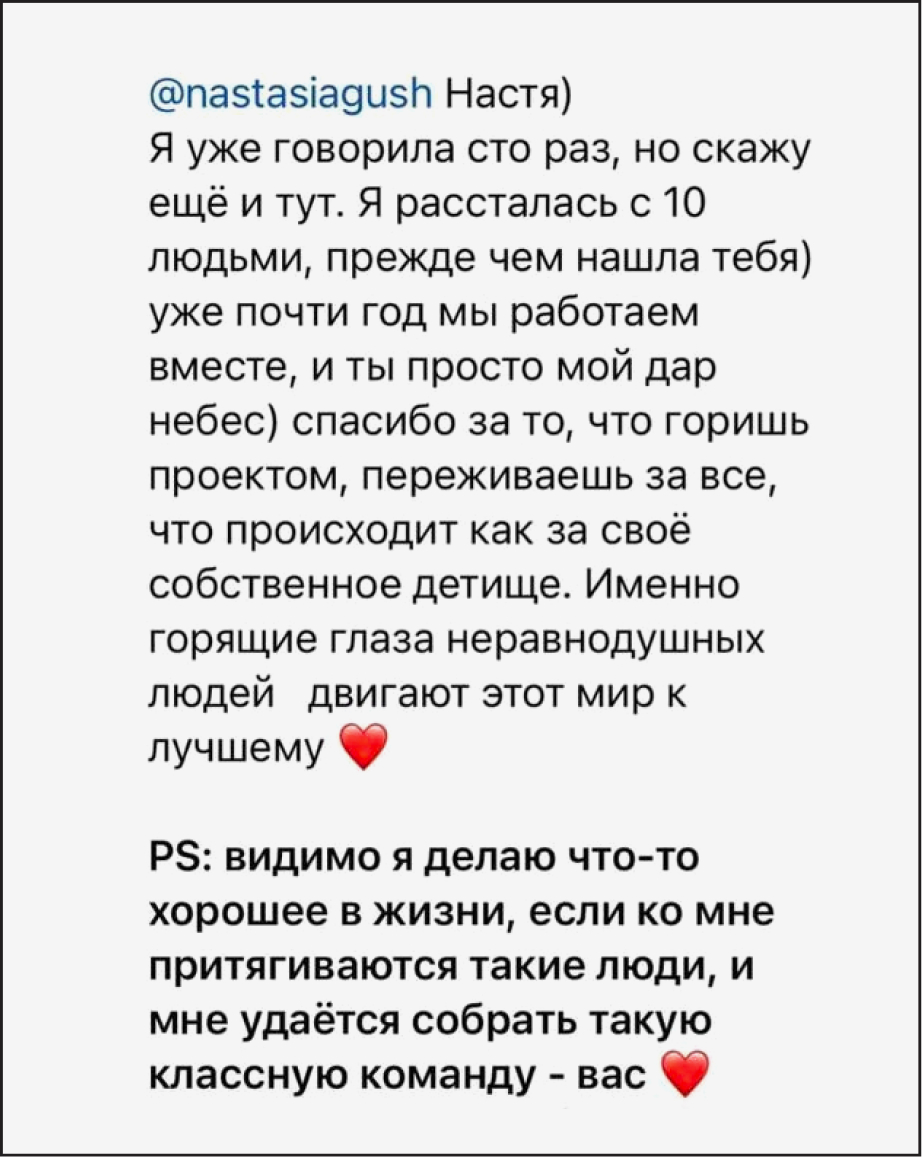 @nastasiagush Настя)
Я уже говорила сто раз, но скажу
ещё и тут. Я рассталась с 10
людьми, прежде чем нашла тебя)
уже почти год мы работаем
вместе, и ты просто мой дар
небес) спасибо за то, что горишь
проектом, переживаешь за все,
что происходит как за своё
собственное детище. Именно
горящие глаза неравнодушных
людей   двигают этот мир к
лучшему ❤️
PS: видимо я делаю что-то
хорошее в жизни, если ко мне
притягиваются такие люди, и
мне удаётся собрать такую
классную команду - вас ❤️